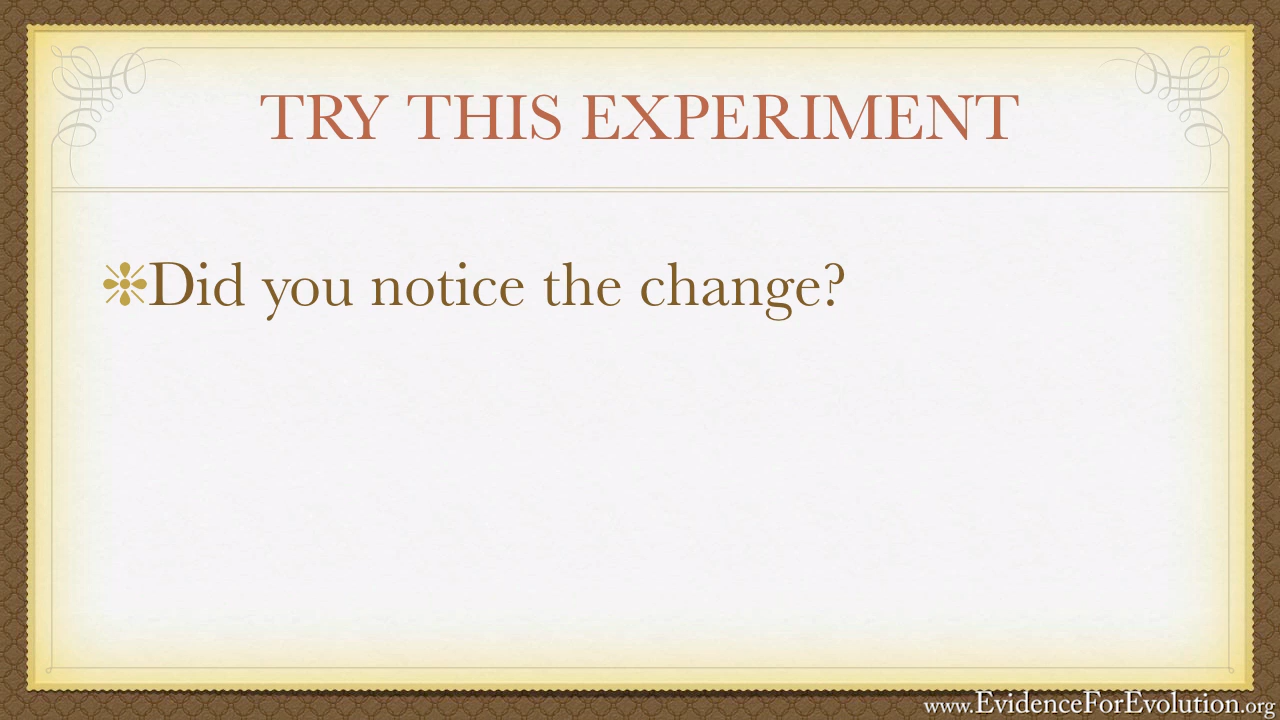 TRY THIS EXPERIMENT
Did you notice the change?
www.EvidenceForEvolution.org